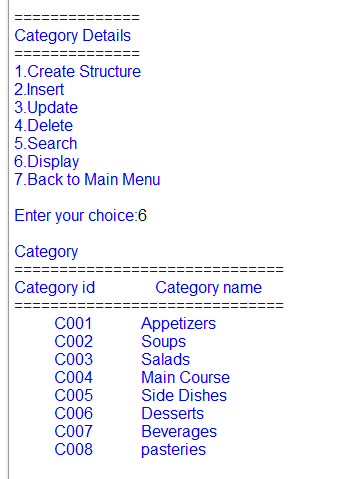 ==============
Category Details
==============
1.Create Structure
2.Insert
3.Update
4.Delete
5.Search
6.Display
7.Back to Main Menu
Enter your choice:6
Category
==============================
Category id Category name
==============================
C001 Appetizers
C002 Soups
C003 Salads
C004 Main Course
C005 Side Dishes
C006 Desserts
C007 Beverages
C008 pasteries